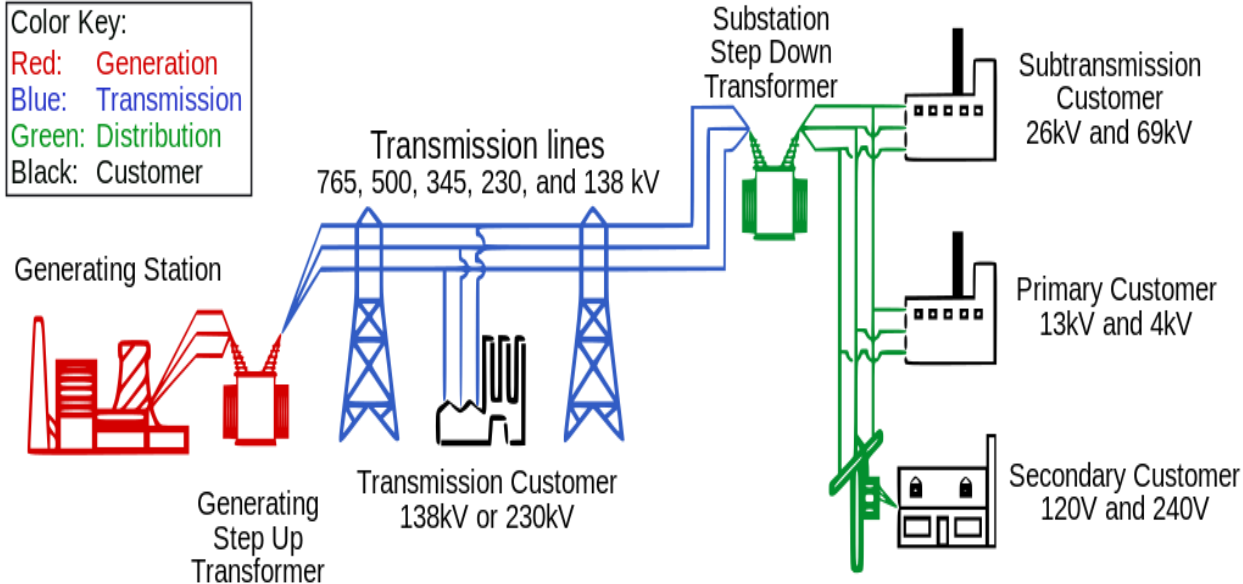 Color Key:
Red: Generation
Blue: Transmission
Green: Distribution
Black: Customer
Substation
Step Down
Transformer
Subtransmission
Customer
26kV and 69kV
Transmission lines
765, 500, 345, 230, and 138 kV
Generating Station
Primary Customer
13kV and 4kV
Transmission Customer
138kV or 230kV
Generating
Step Up
Transformer
Secondary Customer
120V and 240V